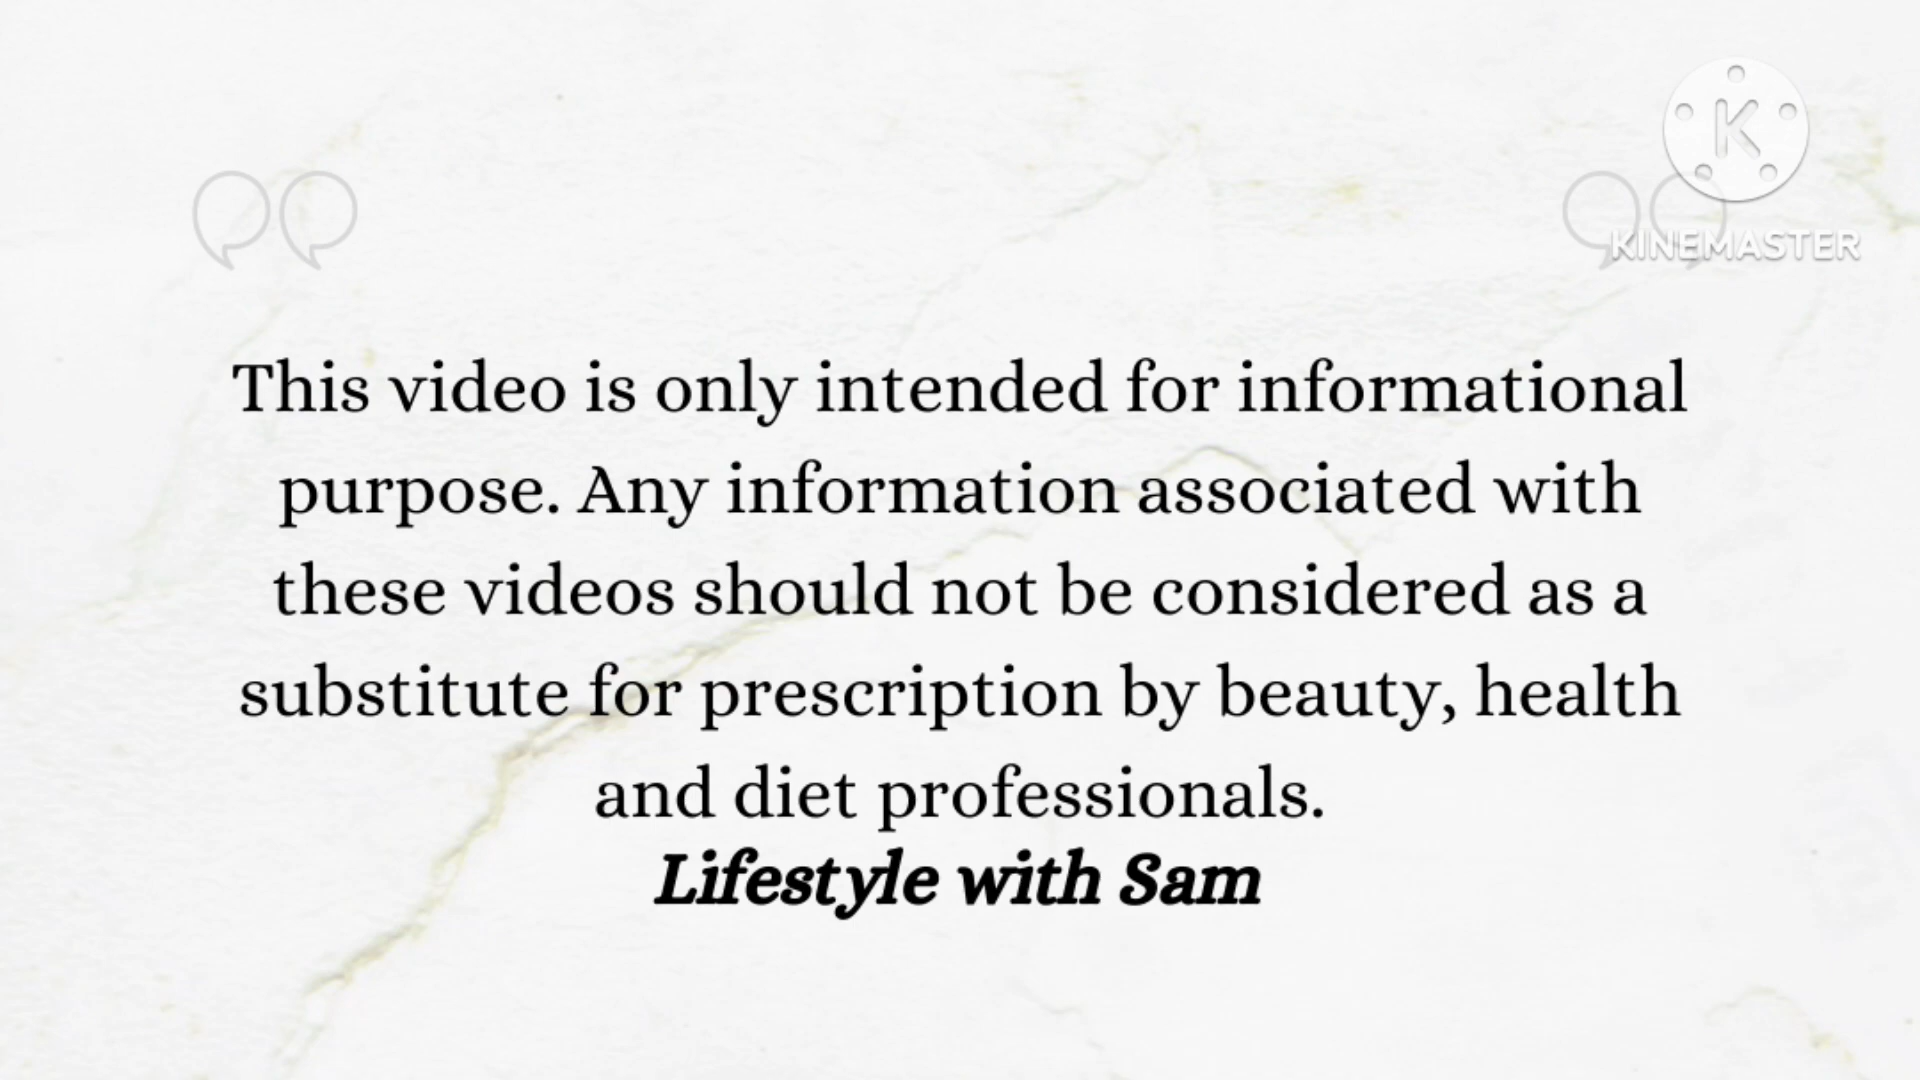 K
KINEMASTER
This video is only intended for informational
purpose. Any information associated with
these videos should not be considered as a
substitute for prescription by beauty, health
and diet professionals.
Lifestyle with Sam